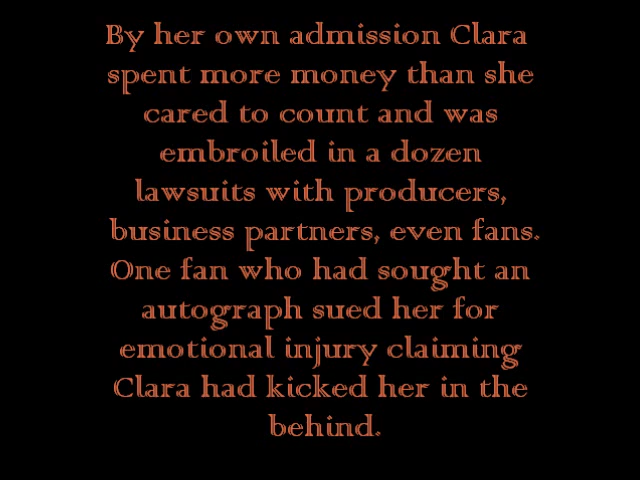 By her own admission Clara
spent more money than she
cared to count and was
embroiled in a dozen
lawsuits with producers,
business partners, even fans.
One fan who had sought an
autograph sued her for
emotional injury claiming
Clara had kicked her in the
behind.